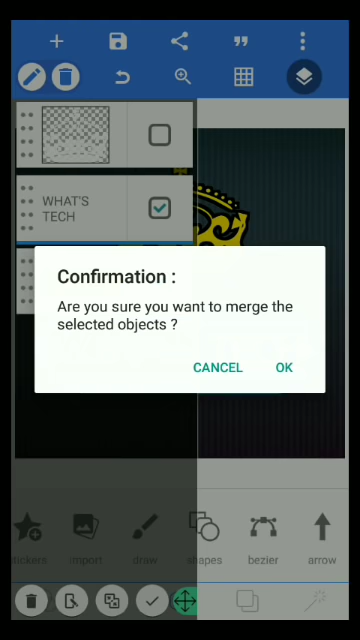 WHAT'S
TECH
Confirmation :
Are you sure you want to merge the
selected objects ?
CANCEL
OK
import
draw
shapes
bezier
arrow